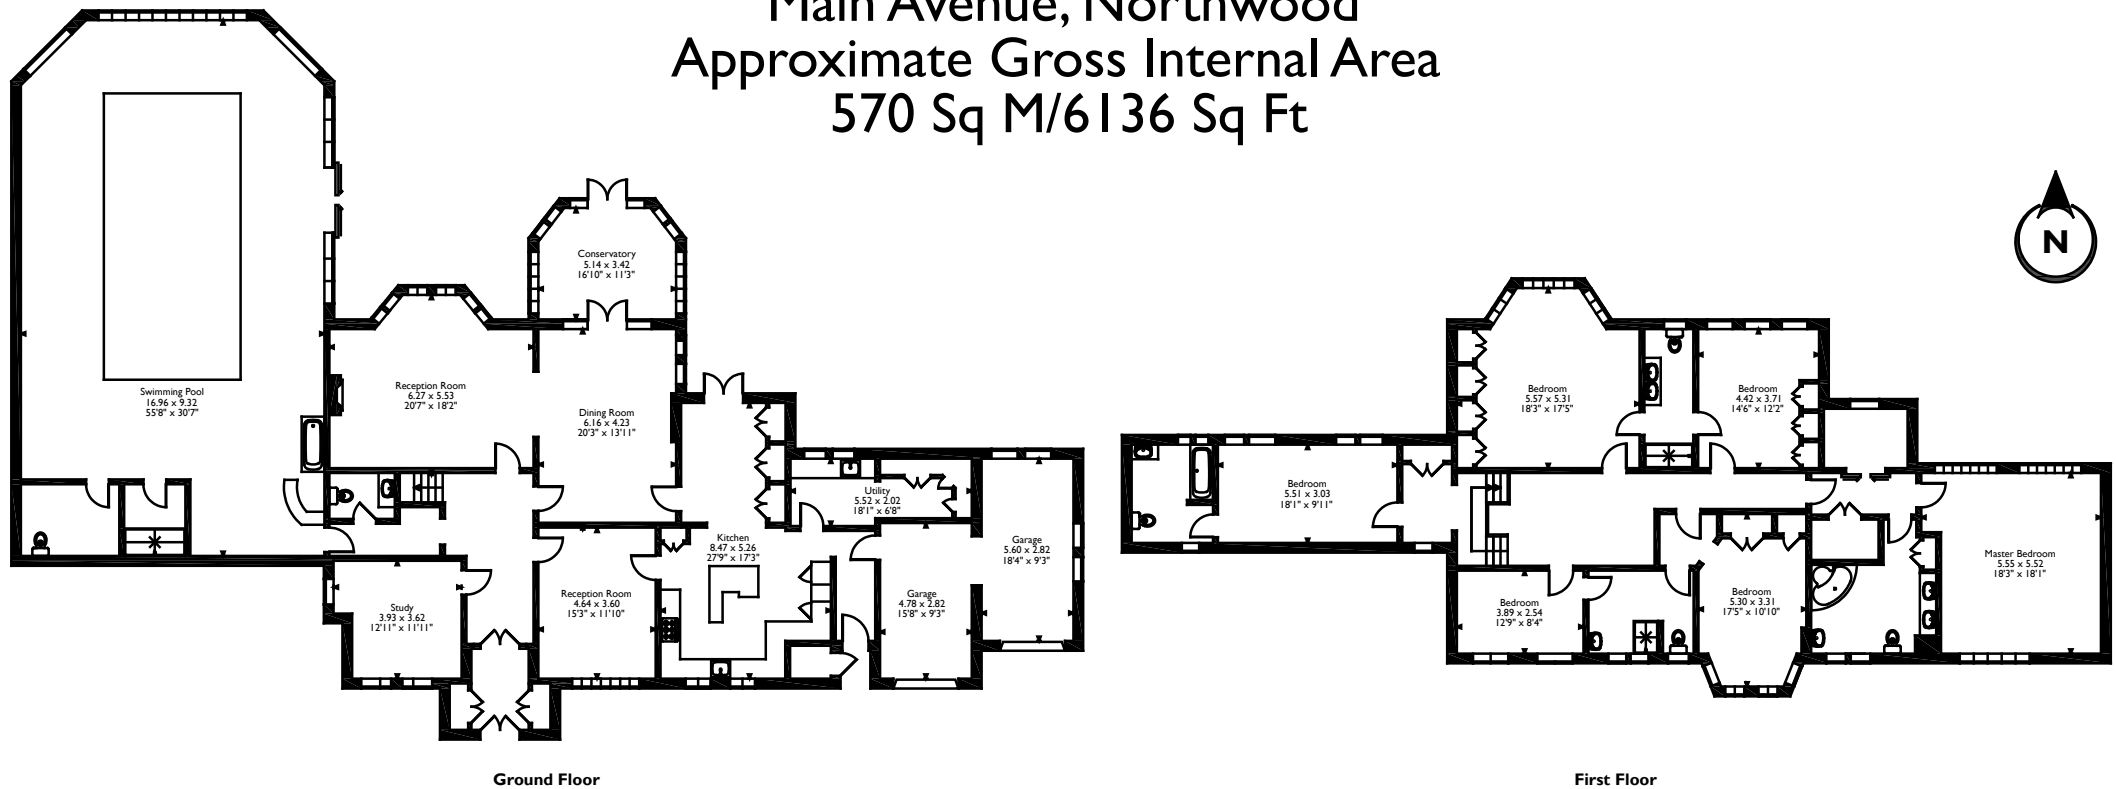 Main Avenue, Northwood
Approximate Gross Internal Area
570 Sq M/6136 Sq Ft
N
Swimming Pool
16.96 x 9.32
55'8" x 30'7"
Reception Room
6.27 x 5.53
20'7" x 18'2"
Conservatory
5.14 x 3.42
16'10" x 11'3"
Dining Room
6.16 x 4.23
20'3" x 13'11"
Utility
5.52 x 2.02
18'1" x 6'8"
Kitchen
8.47 x 5.26
27'9" x 17'3"
Garage
5.60 x 2.82
18'4" x 9'3"
Garage
4.78 x 2.82
15'8" x 9'3"
Reception Room
4.64 x 3.60
15'3" x 11'10"
Study
3.93 x 3.62
12'11" x 11'11"
Ground Floor
Bedroom
5.57 x 5.31
18'3" x 17'5"
Bedroom
4.42 x 3.71
14'6" x 12'2"
Bedroom
5.51 x 3.03
18'1" x 9'11"
Master Bedroom
5.55 x 5.52
18'3" x 18'1"
Bedroom
3.89 x 2.54
12'9" x 8'4"
Bedroom
5.30 x 3.31
17'5" x 10'10"
First Floor